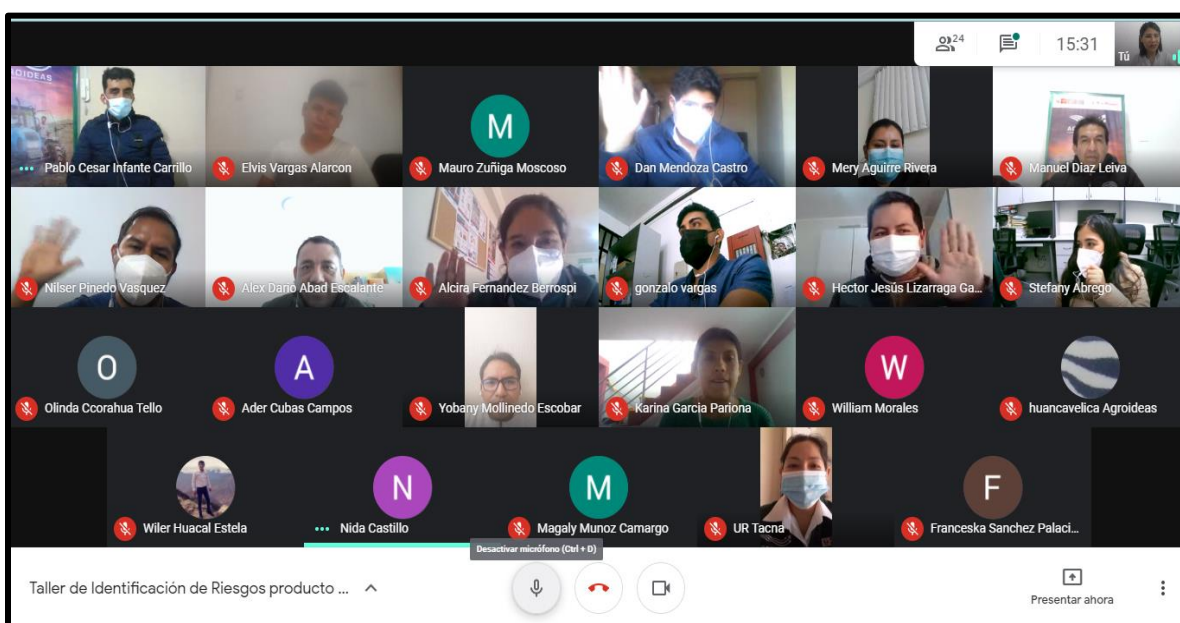 24
15:31
Tú
DIDEAS
Pablo Cesar Infante Carrillo
Elvis Vargas Alarcon
M
Mauro Zuñiga Moscoso
Dan Mendoza Castro
Mery Aguirre Rivera
Manuel Diaz Leiva
Nilser Pinedo Vasquez
Alex Dario Abad Escalante
Alcira Fernandez Berrospi
gonzalo vargas
Hector Jesús Lizarraga Ga...
Stefany Abrego
O
Olinda Ccorahua Tello
A
Ader Cubas Campos
Yobany Mollinedo Escobar
Karina Garcia Pariona
W
William Morales
huancavelica Agroideas
Wiler Huacal Estela
N
Nida Castillo
M
Magaly Munoz Camargo
UR Tacna
F
Franceska Sanchez Palaci...
Desactivar micrófono (Ctrl + D)
Taller de Identificación de Riesgos producto ...
Presentar ahora